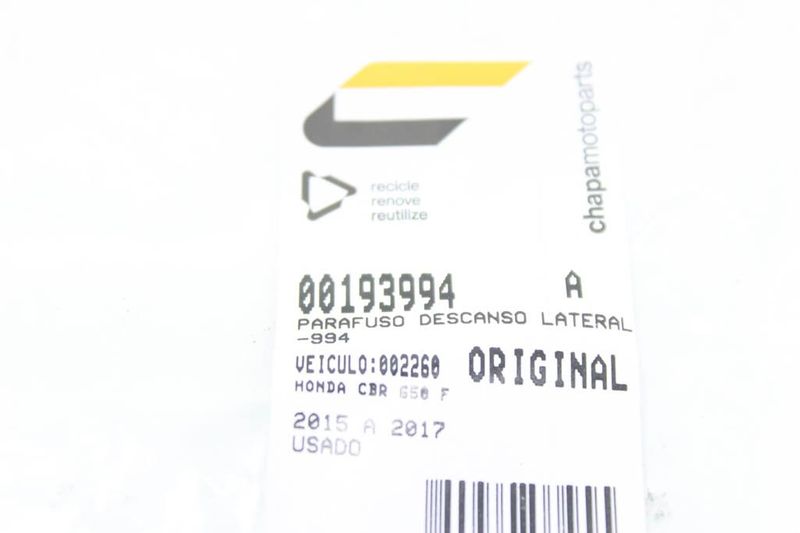 chapamotoparts
recicle
renove
reutilize
00193994 A
PARAFUSO DESCANSO LATERAL
-994
VEICULO:002260 ORIGINAL
HONDA CBR 650 F
2015 A 2017
USADO